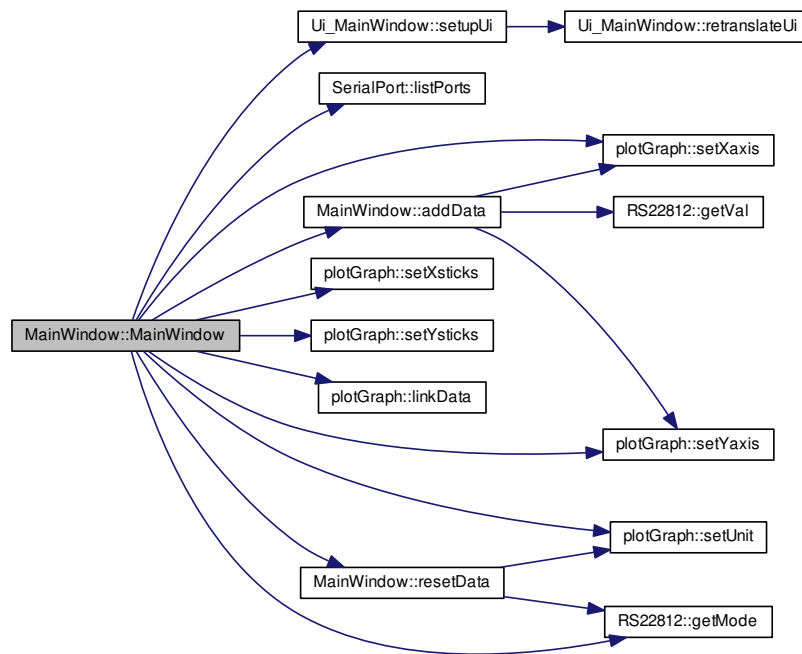 Ui_MainWindow::setupUi
Ui_MainWindow::retranslateUi
SerialPort::listPorts
plotGraph::setXaxis
MainWindow::addData
RS22812::getVal
plotGraph::setXsticks
MainWindow::MainWindow
plotGraph::setYsticks
plotGraph::linkData
plotGraph::setYaxis
plotGraph::setUnit
MainWindow::resetData
RS22812::getMode